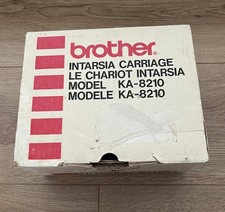 brother®
INTARSIA CARRIAGE
LE CHARIOT INTARSIA
MODEL KA-8210
MODELE KA-8210